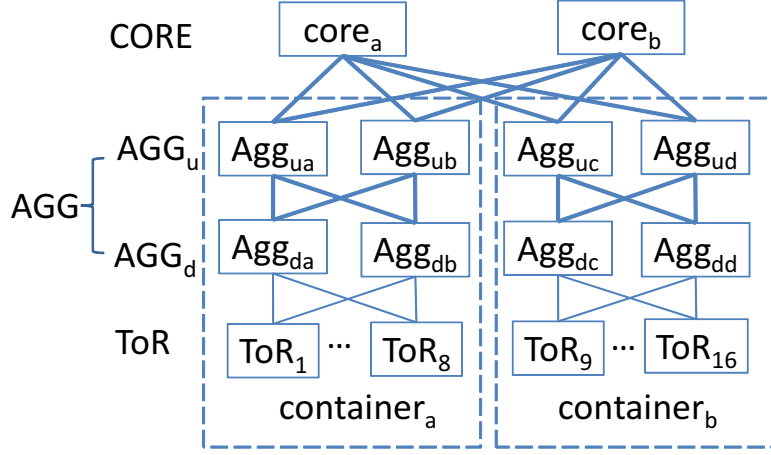 CORE core_a core_b
AGG_u Agg_ua Agg_ub Agg_uc Agg_ud
AGG
AGG_d Agg_da Agg_db Agg_dc Agg_dd
ToR ToR_1 ... ToR_8 ToR_9 ... ToR_16
container_a container_b